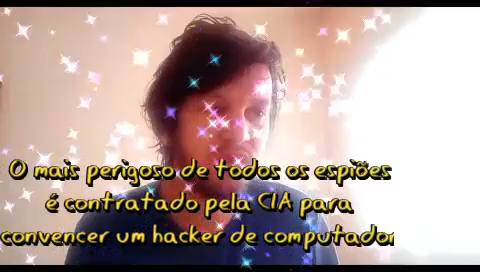 O mais perigoso de todos os espiões
é contratado pela CIA para
convencer um hacker de computador